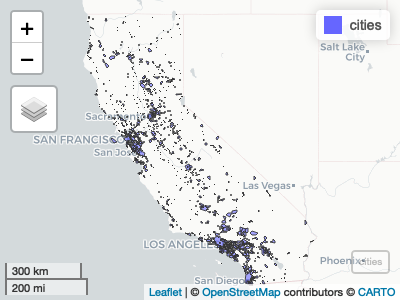 +
−
cities
Salt Lake
City
Sacramento
SAN FRANCISCO
San Jose
Las Vegas
LOS ANGELES
San Diego
Phoenix
cities
300 km
200 mi
Leaflet | © OpenStreetMap contributors © CARTO